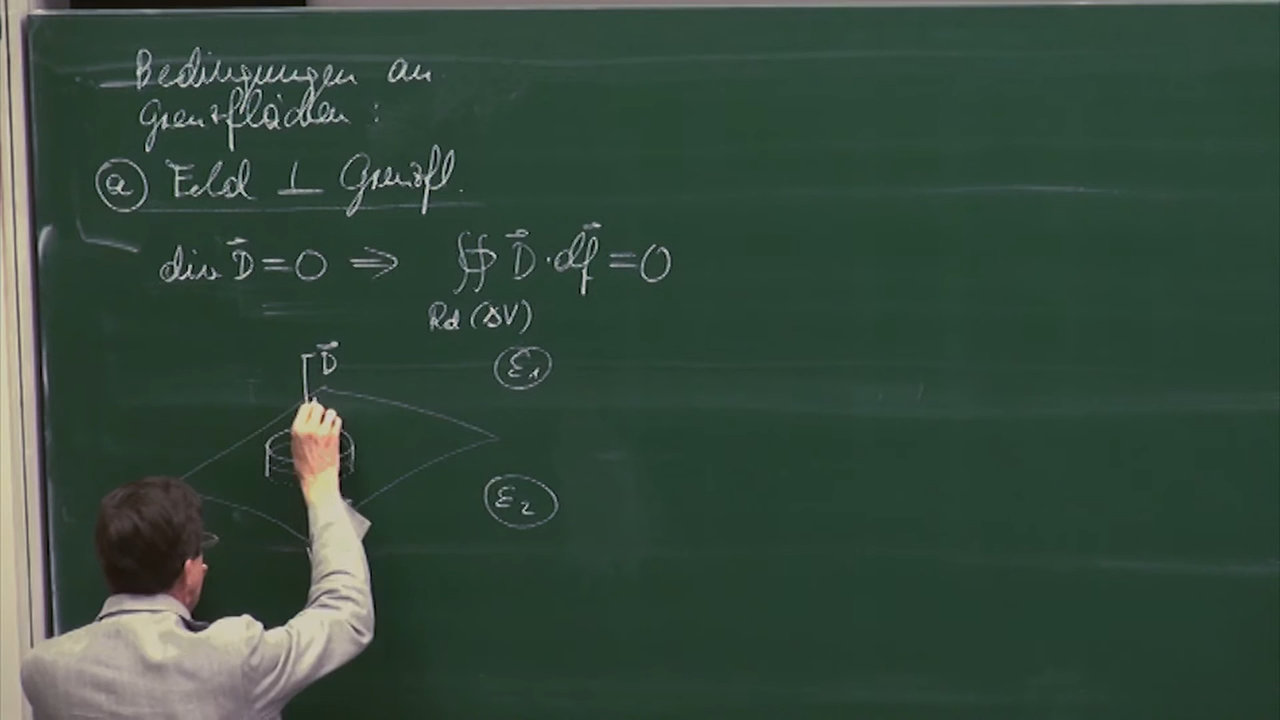 Bedingungen an
Grenzflächen :
(a) Feld ⊥ Grenzfl.
div D⃗ = 0 ⇒ ∯ D⃗ · df⃗ = 0
Rd (ΔV)
D⃗
ε₁
ε₂